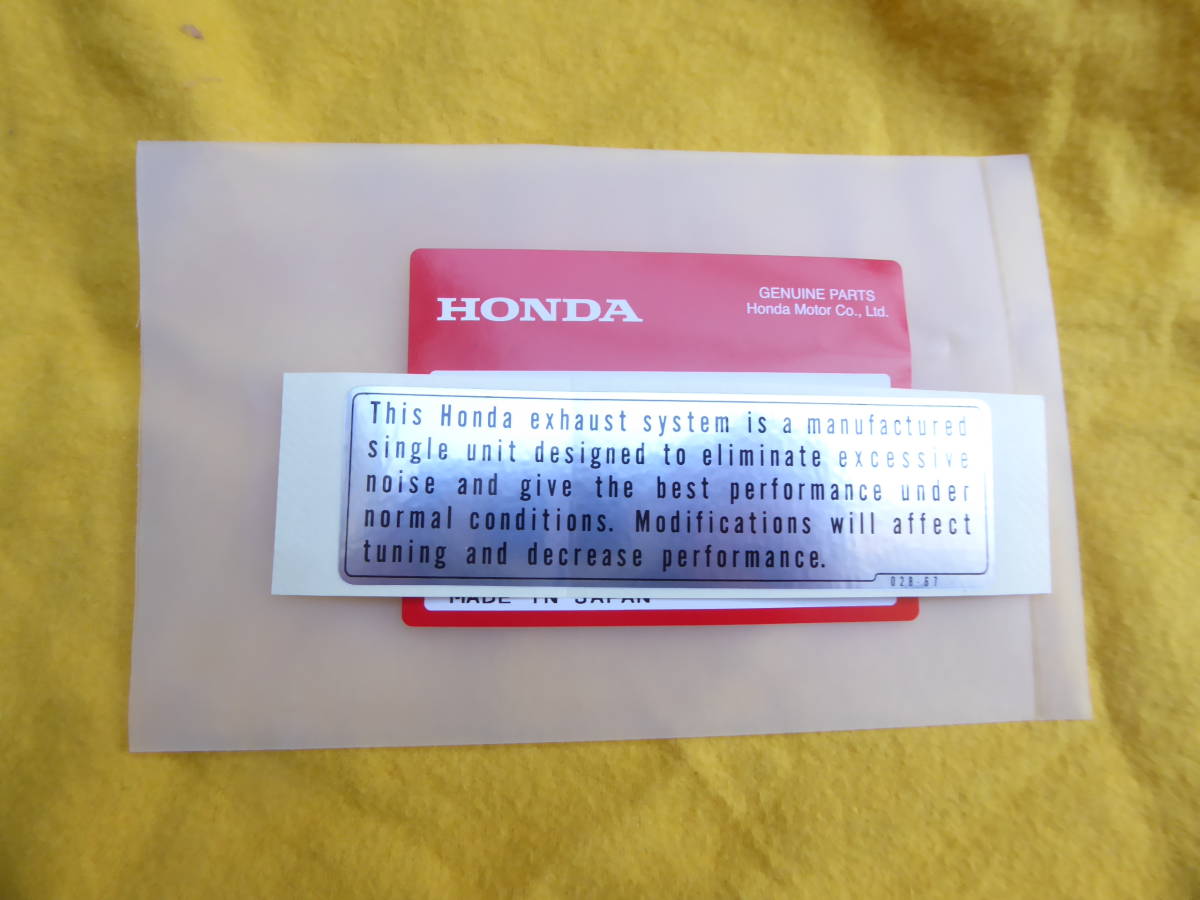 HONDA
GENUINE PARTS
Honda Motor Co., Ltd.
This Honda exhaust system is a manufactured
single unit designed to eliminate excessive
noise and give the best performance under
normal conditions. Modifications will affect
tuning and decrease performance.
028-67
MADE IN JAPAN